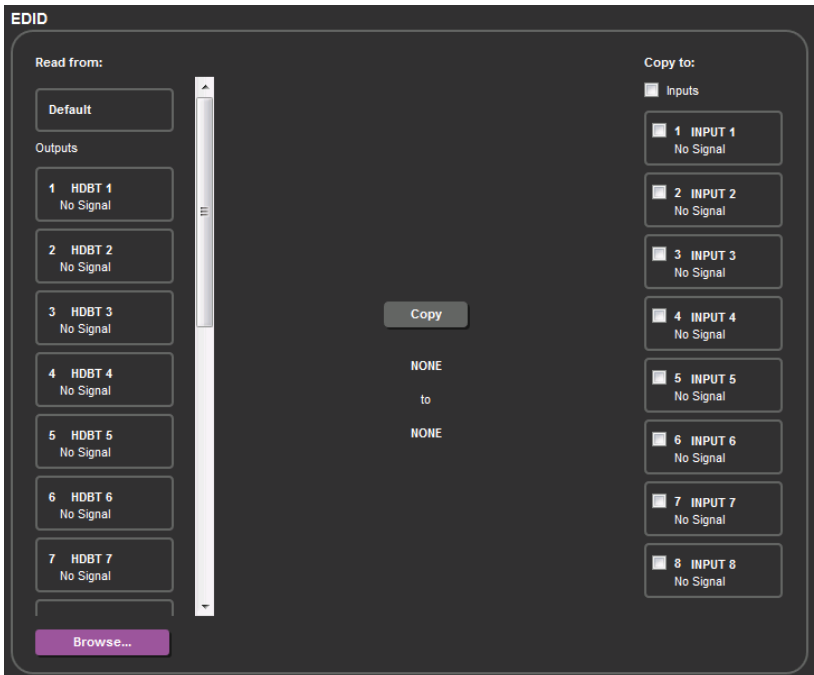 EDID
Read from:
Default
Outputs
1 HDBT 1
No Signal
2 HDBT 2
No Signal
3 HDBT 3
No Signal
4 HDBT 4
No Signal
5 HDBT 5
No Signal
6 HDBT 6
No Signal
7 HDBT 7
No Signal
Browse...
Copy
NONE
to
NONE
Copy to:
Inputs
1 INPUT 1
No Signal
2 INPUT 2
No Signal
3 INPUT 3
No Signal
4 INPUT 4
No Signal
5 INPUT 5
No Signal
6 INPUT 6
No Signal
7 INPUT 7
No Signal
8 INPUT 8
No Signal